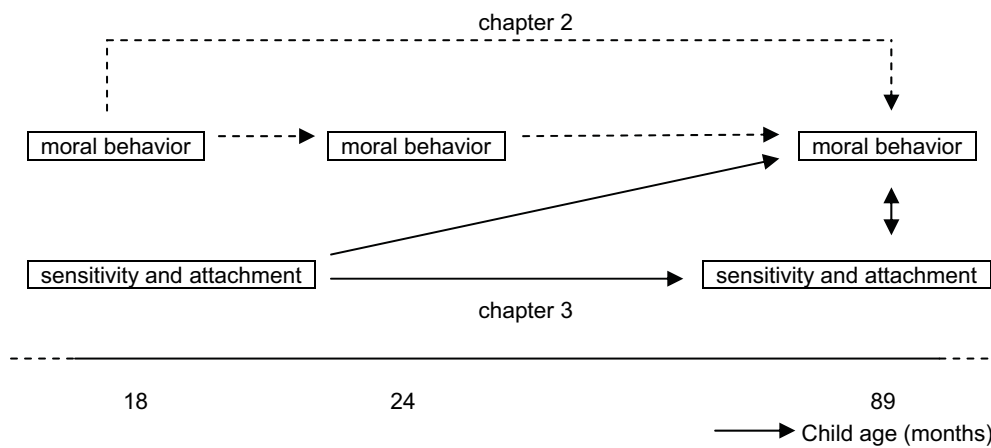 chapter 2
moral behavior moral behavior moral behavior
sensitivity and attachment sensitivity and attachment
chapter 3
18 24 89
Child age (months)